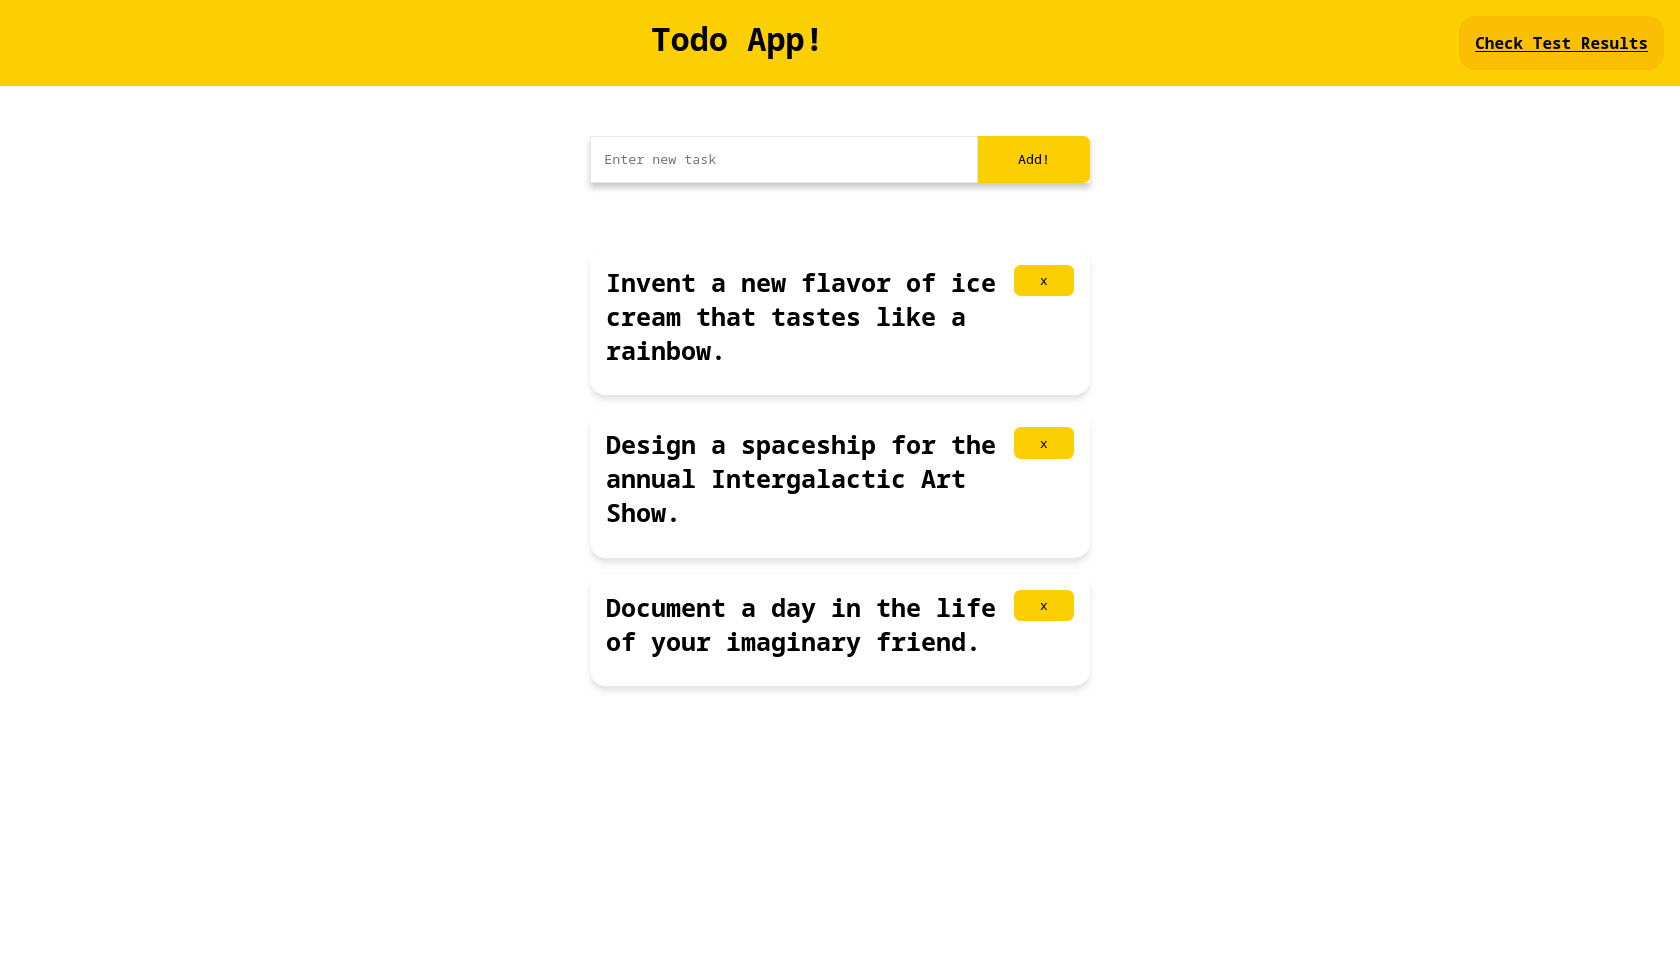 Todo App!
Check Test Results
Enter new task
Add!
Invent a new flavor of ice
x
cream that tastes like a
rainbow.
Design a spaceship for the
x
annual Intergalactic Art
Show.
Document a day in the life
x
of your imaginary friend.